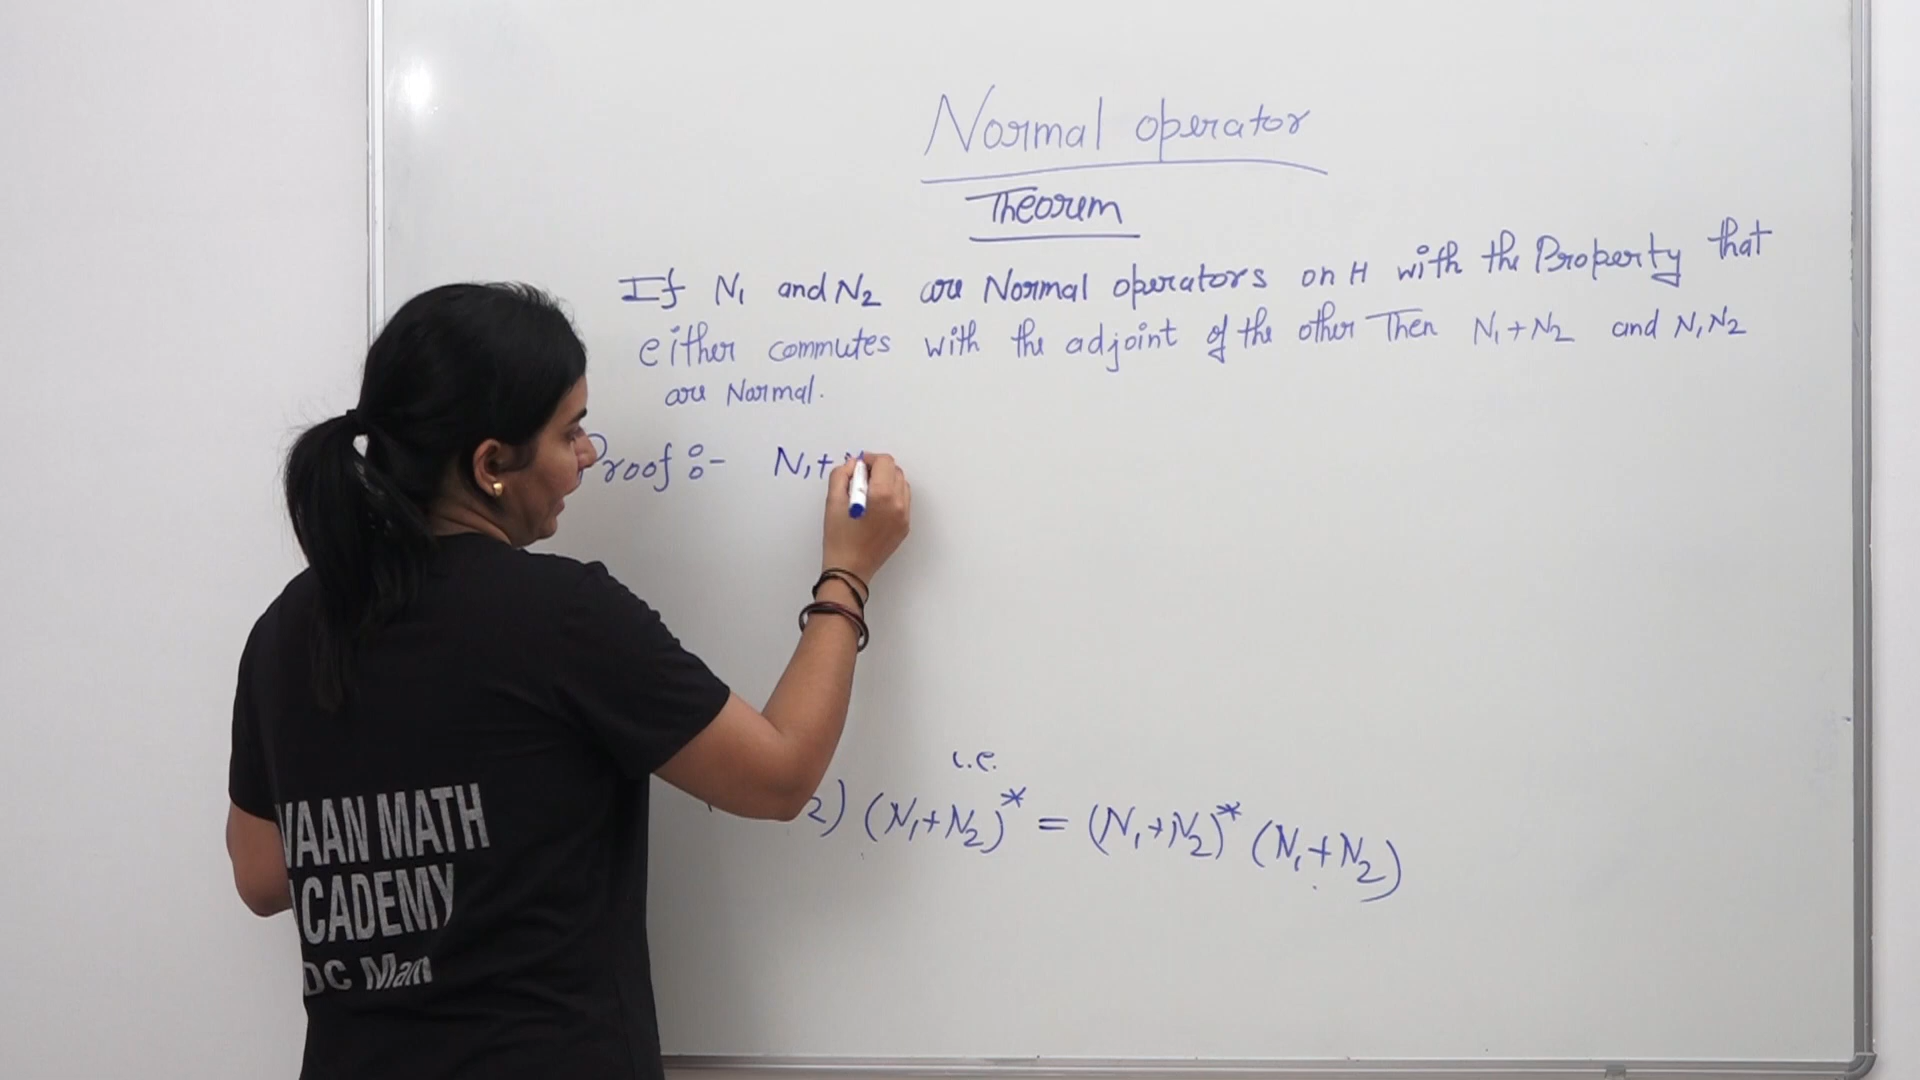 Normal operator
Theorem
If N₁ and N₂ are Normal operators on H with the Property that
either commutes with the adjoint of the other Then N₁+N₂ and N₁N₂
are Normal.
Proof :- N₁+
i.e.
2) (N₁+N₂)* = (N₁+N₂)* (N₁+N₂)
VAAN MATH
CADEMY
DC Mam